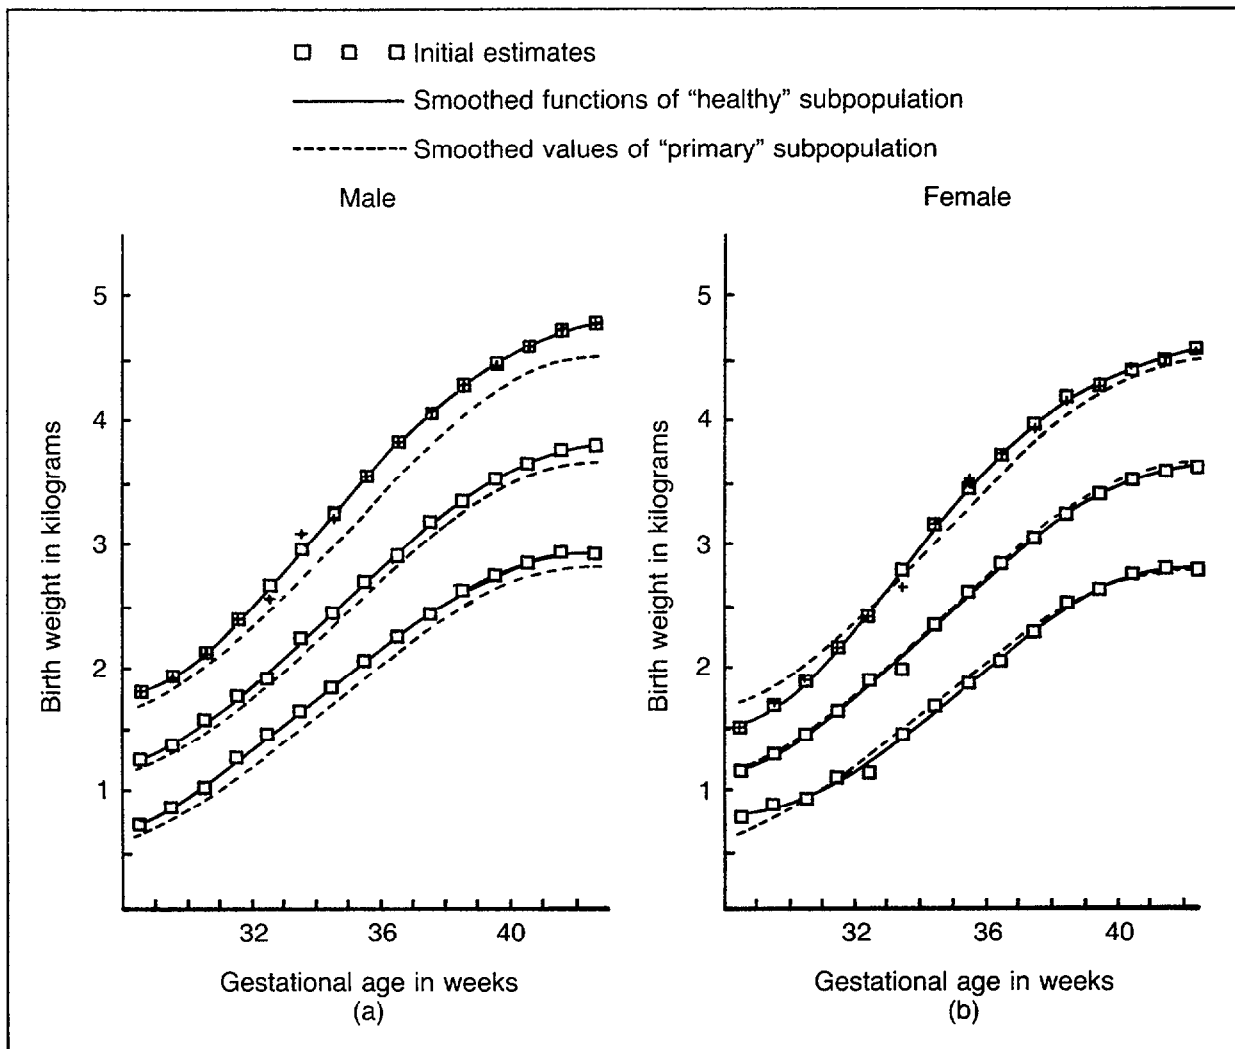 Initial estimates
Smoothed functions of “healthy” subpopulation
Smoothed values of “primary” subpopulation
Male
Female
5
4
3
2
1
Birth weight in kilograms
32 36 40
Gestational age in weeks
(a)
5
4
3
2
1
Birth weight in kilograms
32 36 40
Gestational age in weeks
(b)